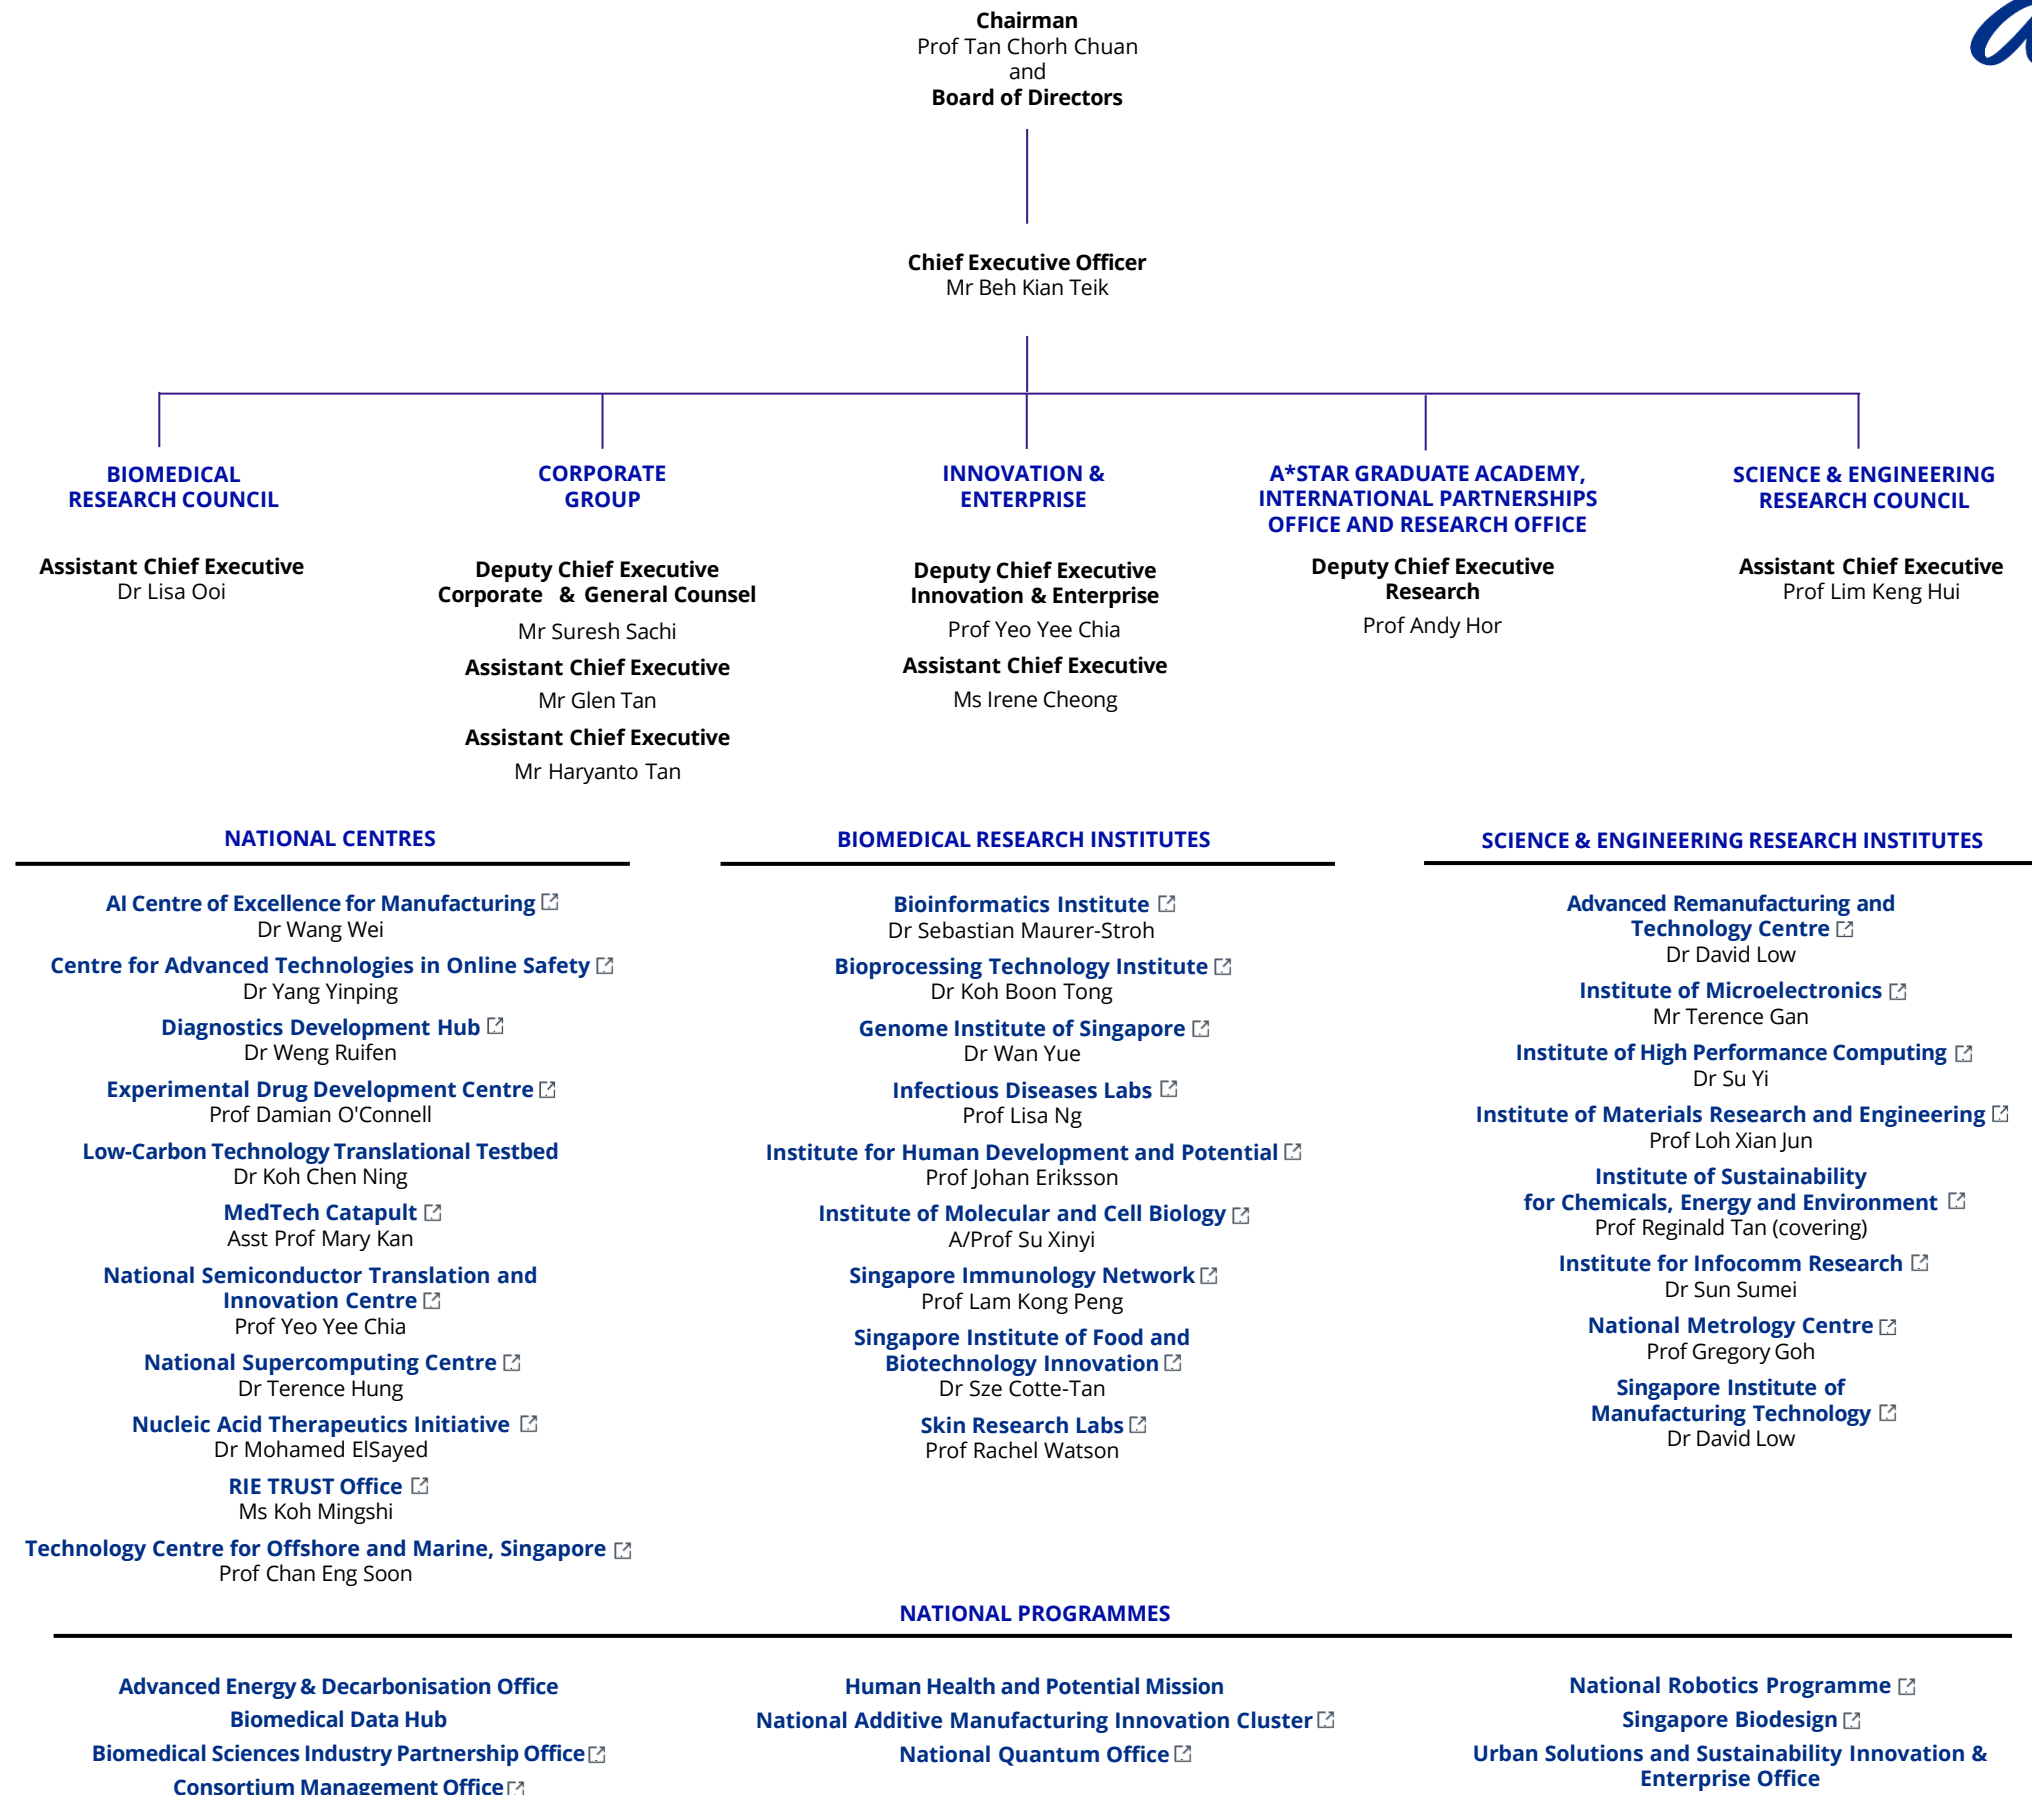 Chairman
Prof Tan Chorh Chuan
and
Board of Directors
Chief Executive Officer
Mr Beh Kian Teik
BIOMEDICAL
RESEARCH COUNCIL
Assistant Chief Executive
Dr Lisa Ooi
CORPORATE
GROUP
Deputy Chief Executive
Corporate & General Counsel
Mr Suresh Sachi
Assistant Chief Executive
Mr Glen Tan
Assistant Chief Executive
Mr Haryanto Tan
INNOVATION &
ENTERPRISE
Deputy Chief Executive
Innovation & Enterprise
Prof Yeo Yee Chia
Assistant Chief Executive
Ms Irene Cheong
A*STAR GRADUATE ACADEMY,
INTERNATIONAL PARTNERSHIPS
OFFICE AND RESEARCH OFFICE
Deputy Chief Executive
Research
Prof Andy Hor
SCIENCE & ENGINEERING
RESEARCH COUNCIL
Assistant Chief Executive
Prof Lim Keng Hui
NATIONAL CENTRES
AI Centre of Excellence for Manufacturing
Dr Wang Wei
Centre for Advanced Technologies in Online Safety
Dr Yang Yinping
Diagnostics Development Hub
Dr Weng Ruifen
Experimental Drug Development Centre
Prof Damian O'Connell
Low-Carbon Technology Translational Testbed
Dr Koh Chen Ning
MedTech Catapult
Asst Prof Mary Kan
National Semiconductor Translation and
Innovation Centre
Prof Yeo Yee Chia
National Supercomputing Centre
Dr Terence Hung
Nucleic Acid Therapeutics Initiative
Dr Mohamed ElSayed
RIE TRUST Office
Ms Koh Mingshi
Technology Centre for Offshore and Marine, Singapore
Prof Chan Eng Soon
BIOMEDICAL RESEARCH INSTITUTES
Bioinformatics Institute
Dr Sebastian Maurer-Stroh
Bioprocessing Technology Institute
Dr Koh Boon Tong
Genome Institute of Singapore
Dr Wan Yue
Infectious Diseases Labs
Prof Lisa Ng
Institute for Human Development and Potential
Prof Johan Eriksson
Institute of Molecular and Cell Biology
A/Prof Su Xinyi
Singapore Immunology Network
Prof Lam Kong Peng
Singapore Institute of Food and
Biotechnology Innovation
Dr Sze Cotte-Tan
Skin Research Labs
Prof Rachel Watson
SCIENCE & ENGINEERING RESEARCH INSTITUTES
Advanced Remanufacturing and
Technology Centre
Dr David Low
Institute of Microelectronics
Mr Terence Gan
Institute of High Performance Computing
Dr Su Yi
Institute of Materials Research and Engineering
Prof Loh Xian Jun
Institute of Sustainability
for Chemicals, Energy and Environment
Prof Reginald Tan (covering)
Institute for Infocomm Research
Dr Sun Sumei
National Metrology Centre
Prof Gregory Goh
Singapore Institute of
Manufacturing Technology
Dr David Low
NATIONAL PROGRAMMES
Advanced Energy & Decarbonisation Office
Biomedical Data Hub
Biomedical Sciences Industry Partnership Office
Consortium Management Office
Human Health and Potential Mission
National Additive Manufacturing Innovation Cluster
National Quantum Office
National Robotics Programme
Singapore Biodesign
Urban Solutions and Sustainability Innovation &
Enterprise Office